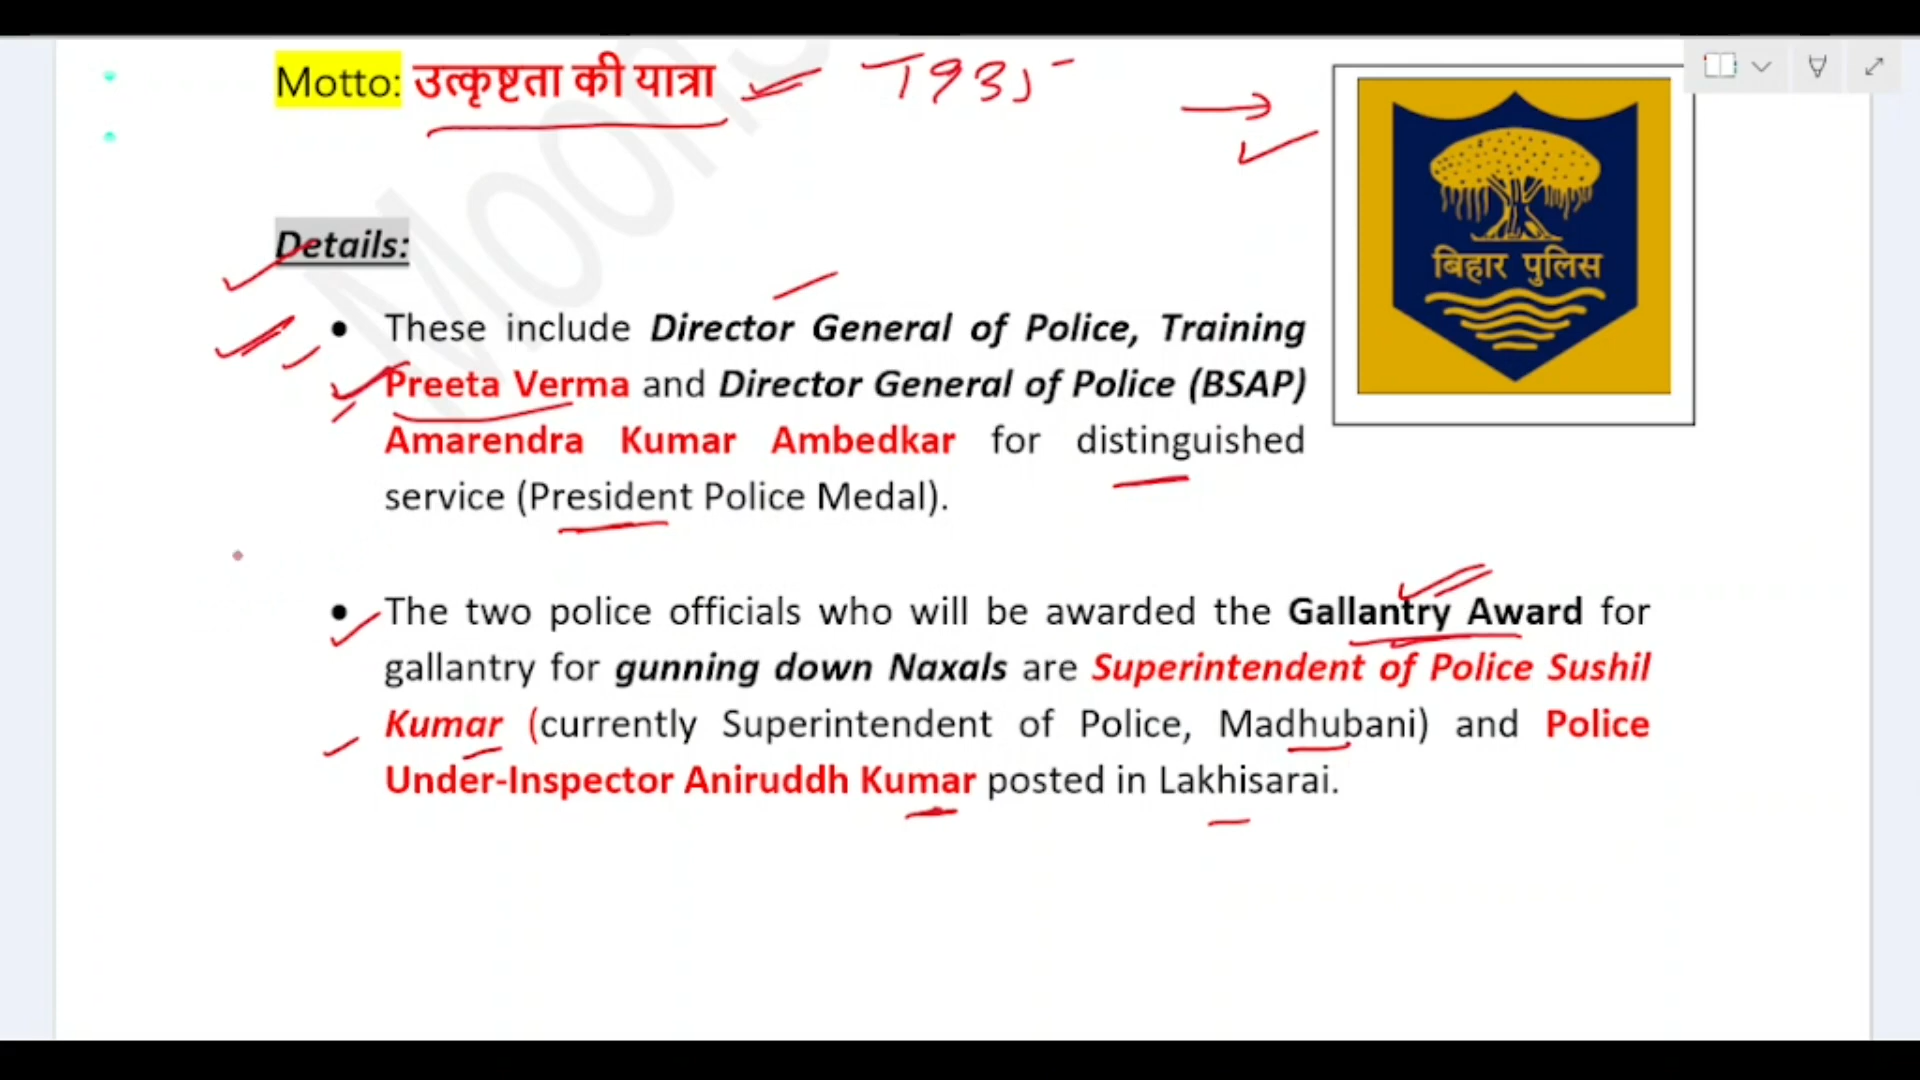 Motto: उत्कृष्टता की यात्रा 1935
बिहार पुलिस
Details:
• These include Director General of Police, Training
Preeta Verma and Director General of Police (BSAP)
Amarendra Kumar Ambedkar for distinguished
service (President Police Medal).
• The two police officials who will be awarded the Gallantry Award for
gallantry for gunning down Naxals are Superintendent of Police Sushil
Kumar (currently Superintendent of Police, Madhubani) and Police
Under-Inspector Aniruddh Kumar posted in Lakhisarai.